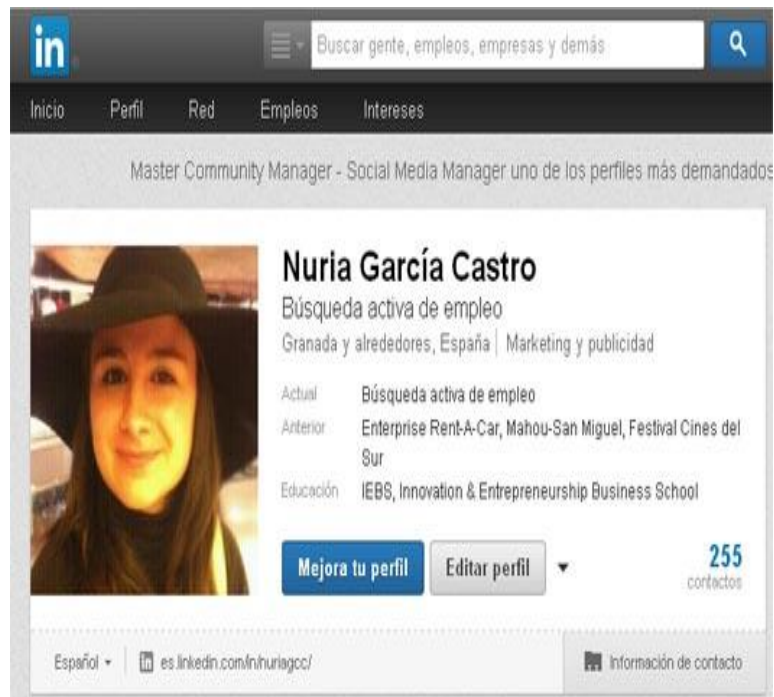 in
Buscar gente, empleos, empresas y demás
Inicio Perfil Red Empleos Intereses
Master Community Manager - Social Media Manager uno de los perfiles más demandados
Nuria García Castro
Búsqueda activa de empleo
Granada y alrededores, España | Marketing y publicidad
Actual Búsqueda activa de empleo
Anterior Enterprise Rent-A-Car, Mahou-San Miguel, Festival Cines del
Sur
Educación IEBS, Innovation & Entrepreneurship Business School
Mejora tu perfil Editar perfil
255
contactos
Español in es.linkedin.com/in/nuriagcc/ Información de contacto